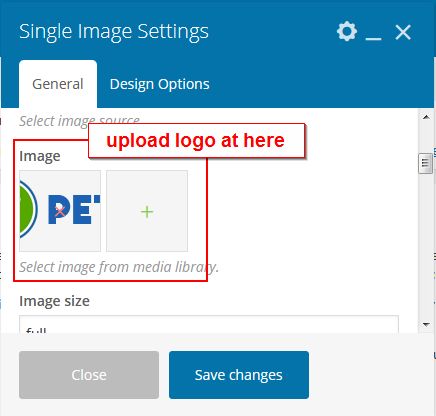 Single Image Settings
General
Design Options
Select image source.
upload logo at here
Image
PET
+
Select image from media library.
Image size
full
Close
Save changes